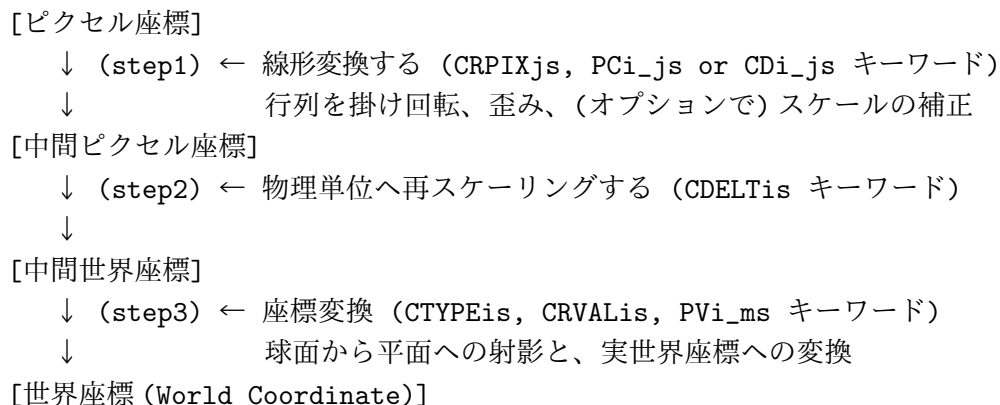 [ピクセル座標]
↓ (step1) ← 線形変換する (CRPIXjs, PCi_js or CDi_js キーワード)
↓ 行列を掛け回転、歪み、(オプションで) スケールの補正
[中間ピクセル座標]
↓ (step2) ← 物理単位へ再スケーリングする (CDELTis キーワード)
↓
[中間世界座標]
↓ (step3) ← 座標変換 (CTYPEis, CRVALis, PVi_ms キーワード)
↓ 球面から平面への射影と、実世界座標への変換
[世界座標 (World Coordinate)]